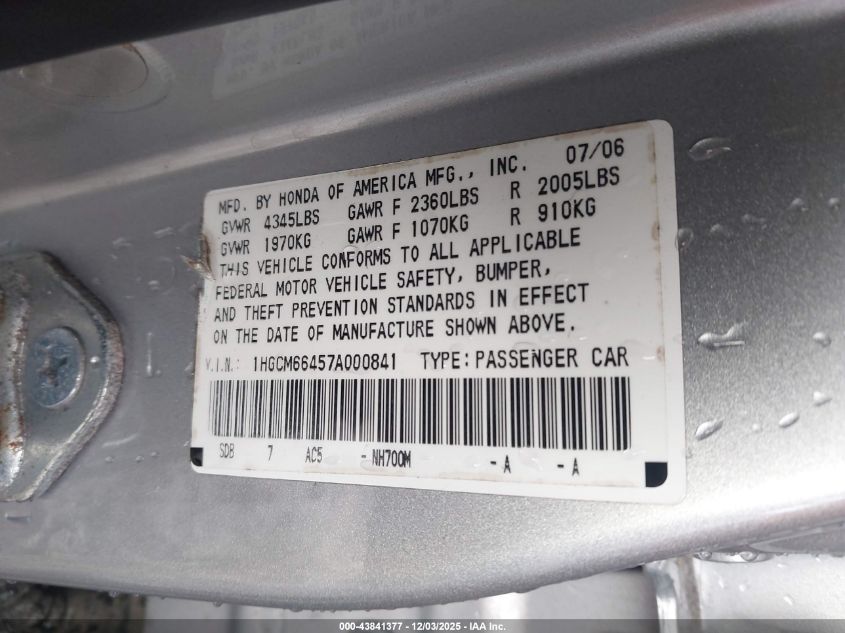 MFD. BY HONDA OF AMERICA MFG., INC. 07/06
GVWR 4345LBS GAWR F 2360LBS R 2005LBS
GVWR 1970KG GAWR F 1070KG R 910KG
THIS VEHICLE CONFORMS TO ALL APPLICABLE
FEDERAL MOTOR VEHICLE SAFETY, BUMPER,
AND THEFT PREVENTION STANDARDS IN EFFECT
ON THE DATE OF MANUFACTURE SHOWN ABOVE.
V.I.N.: 1HGCM66457A000841 TYPE: PASSENGER CAR
SDB 7 AC5 - NH700M - A - A
000-43841377 - 12/03/2025 - IAA Inc.